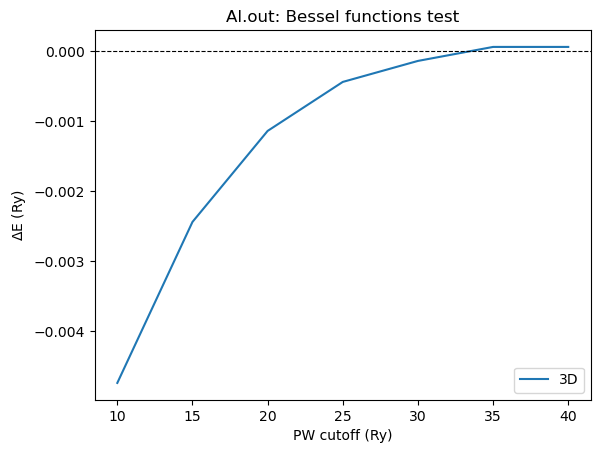 Al.out: Bessel functions test
0.000
−0.001
−0.002
−0.003
−0.004
ΔE (Ry)
3D
10 15 20 25 30 35 40
PW cutoff (Ry)